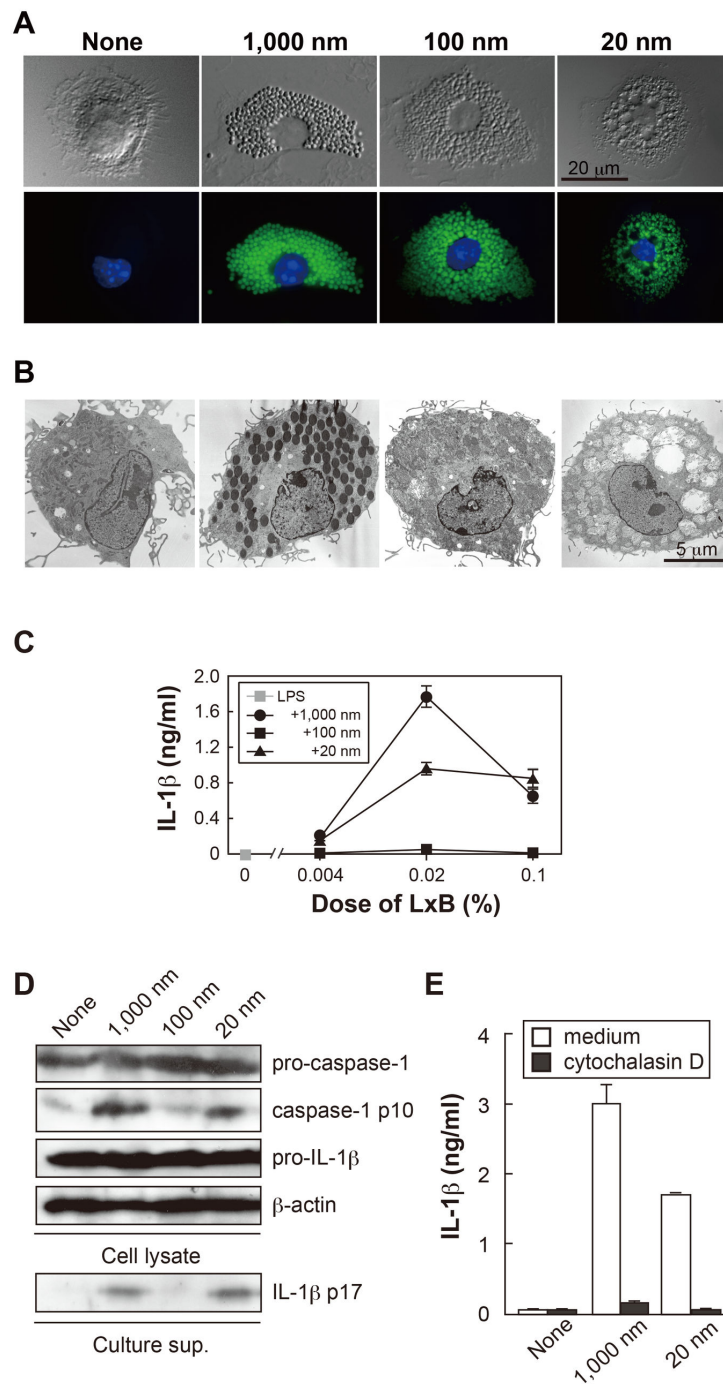 A
None 1,000 nm 100 nm 20 nm
20 μm
B
5 μm
C
IL-1β (ng/ml)
2.0
1.6
1.2
0.8
0.4
0
LPS
+1,000 nm
+100 nm
+20 nm
0 0.004 0.02 0.1
Dose of LxB (%)
D
None 1,000 nm 100 nm 20 nm
pro-caspase-1
caspase-1 p10
pro-IL-1β
β-actin
Cell lysate
IL-1β p17
Culture sup.
E
IL-1β (ng/ml)
4
3
2
1
0
medium
cytochalasin D
None 1,000 nm 20 nm